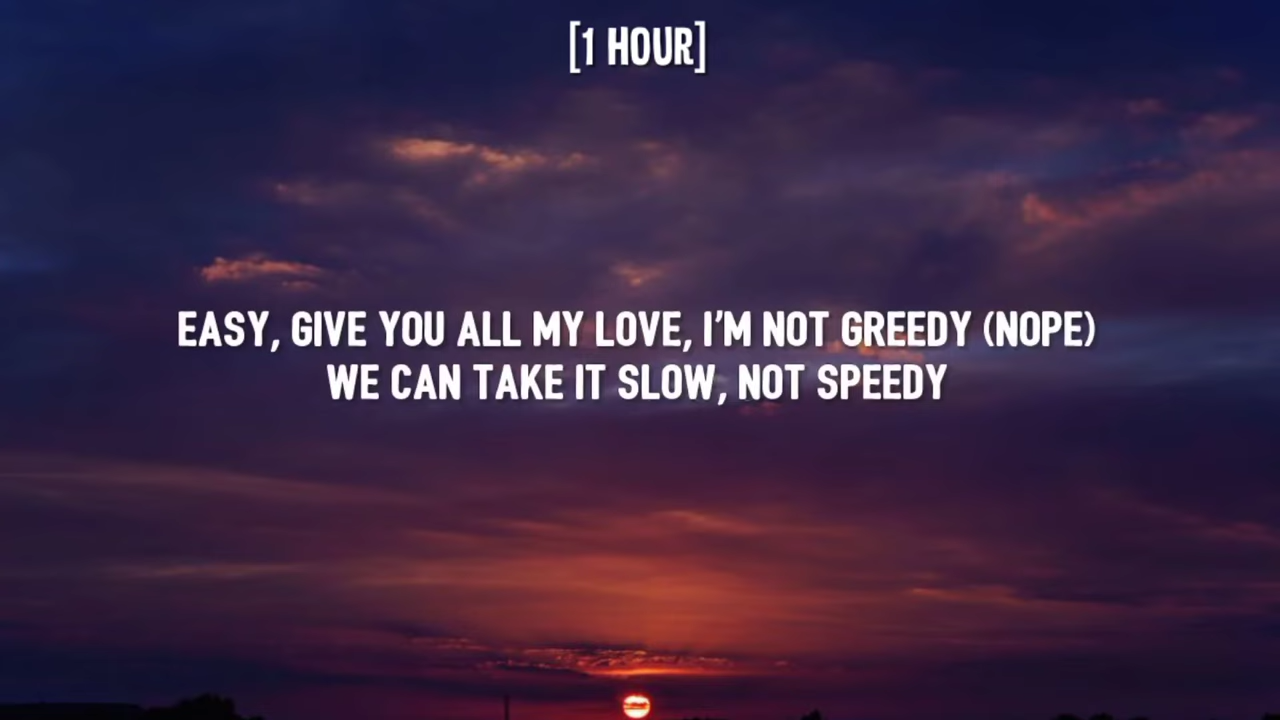 [1 HOUR]
EASY, GIVE YOU ALL MY LOVE, I'M NOT GREEDY (NOPE)
WE CAN TAKE IT SLOW, NOT SPEEDY